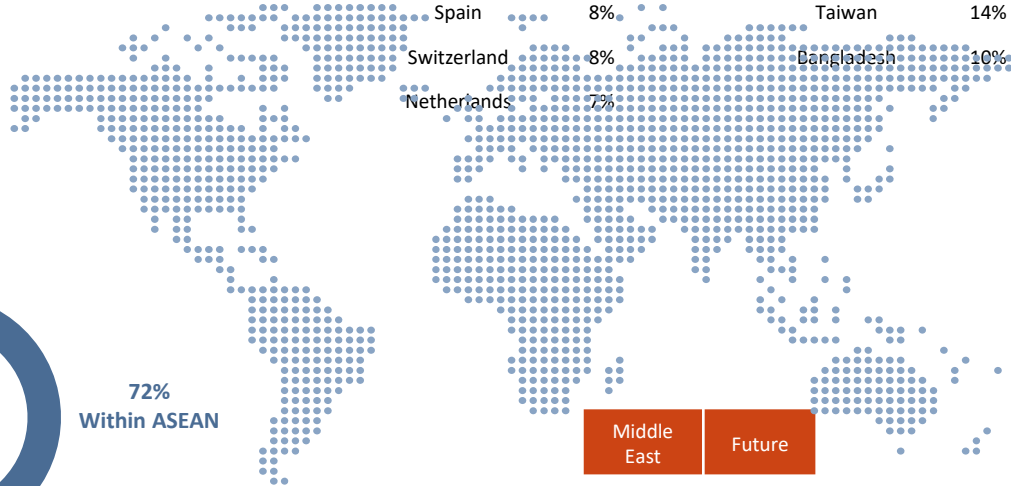 Spain 8% Taiwan 14%
Switzerland 8% Bangladesh 10%
Netherlands 7%
72%
Within ASEAN
Middle
East
Future